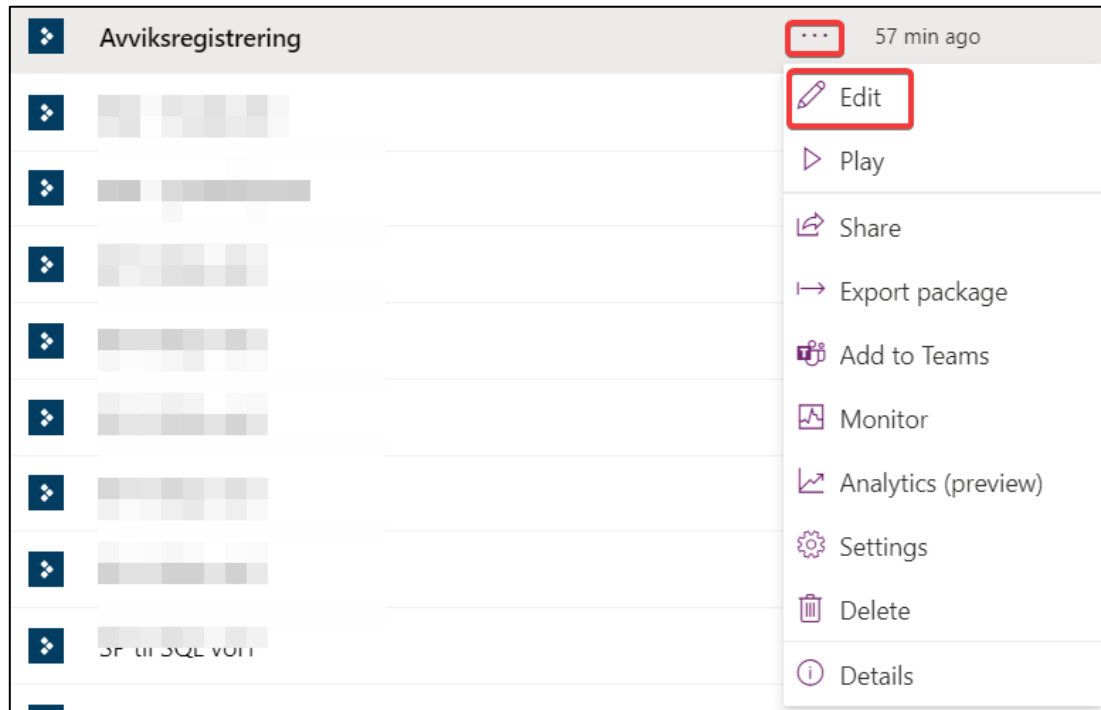 Avviksregistrering
··· 57 min ago
Edit
Play
Share
Export package
Add to Teams
Monitor
Analytics (preview)
Settings
Delete
Details